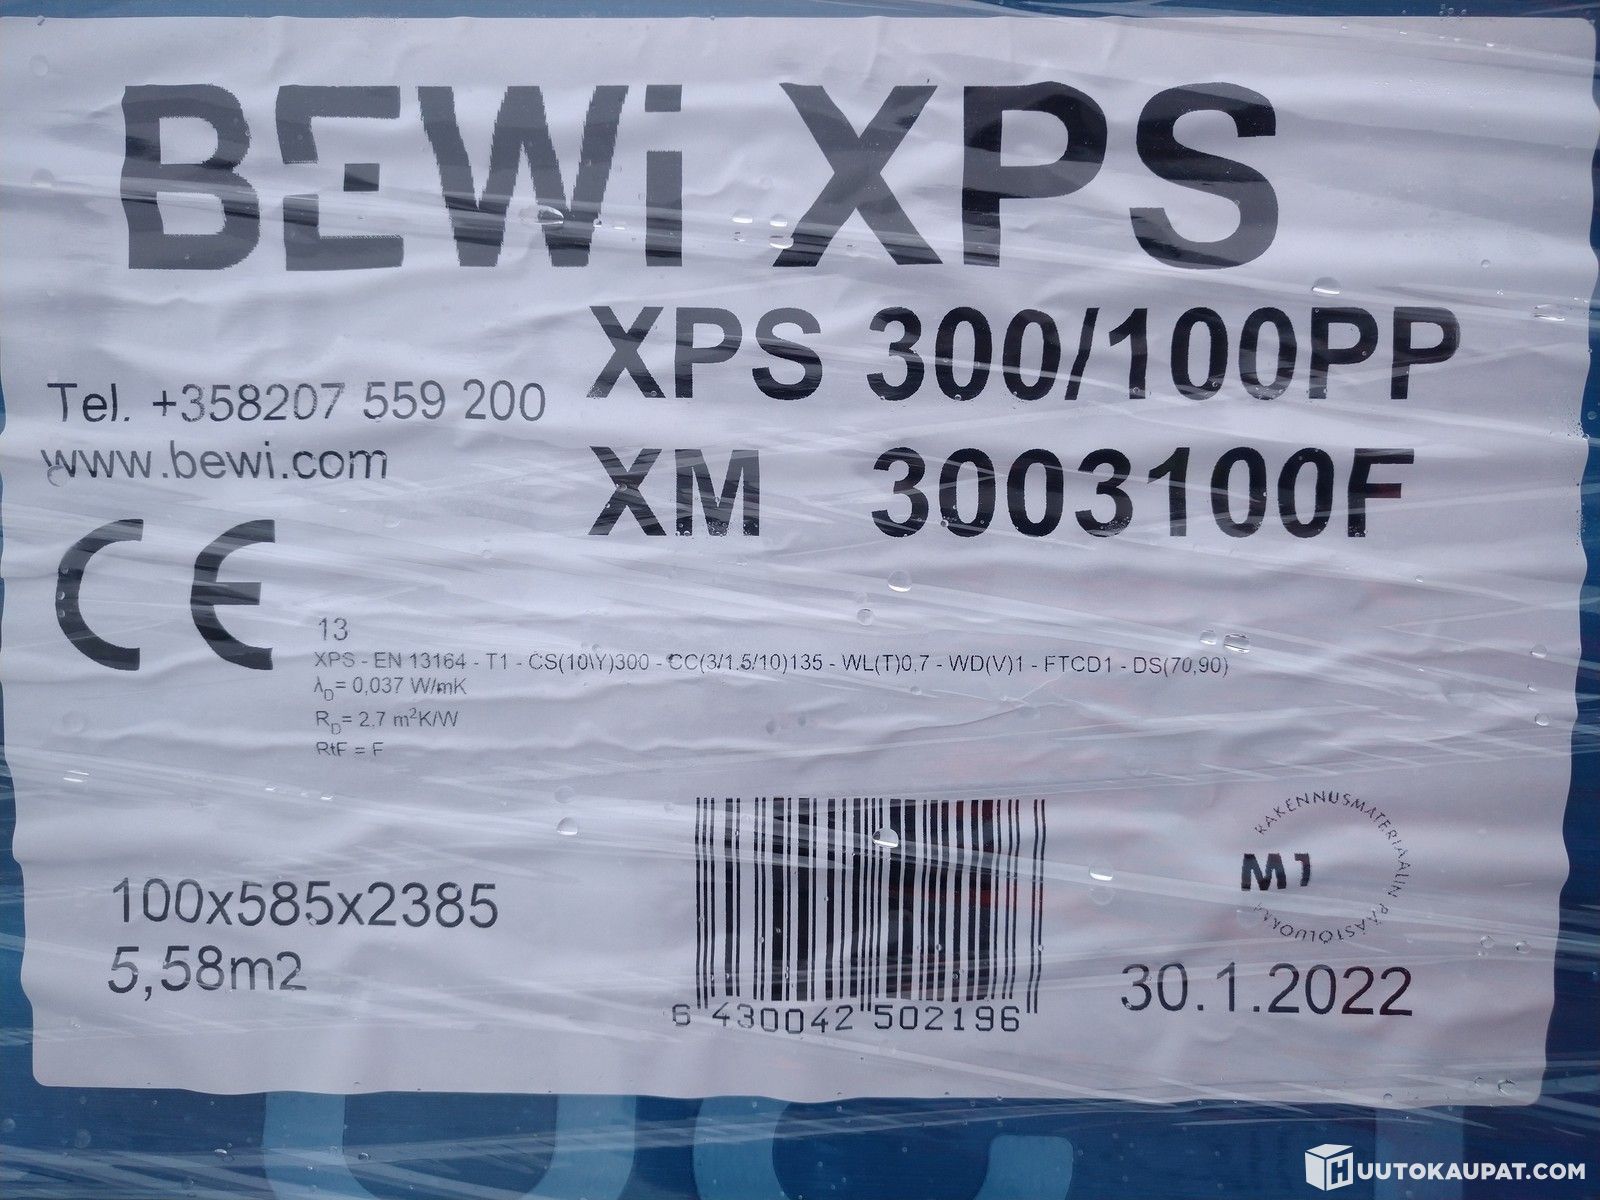 BEWi XPS
XPS 300/100PP
Tel. +358207 559 200
www.bewi.com
XM 3003100F
CE
13
XPS - EN 13164 - T1 - CS(10\Y)300 - CC(3/1,5/10)135 - WL(T)0,7 - WD(V)1 - FTCD1 - DS(70,90)
λD= 0,037 W/mK
RD= 2,7 m²K/W
RtF = F
RAKENNUSMATERIAALIN PÄÄSTÖLUOKKA
M1
100x585x2385
5,58m2
6 430042 502196
30.1.2022
HUUTOKAUPAT.COM